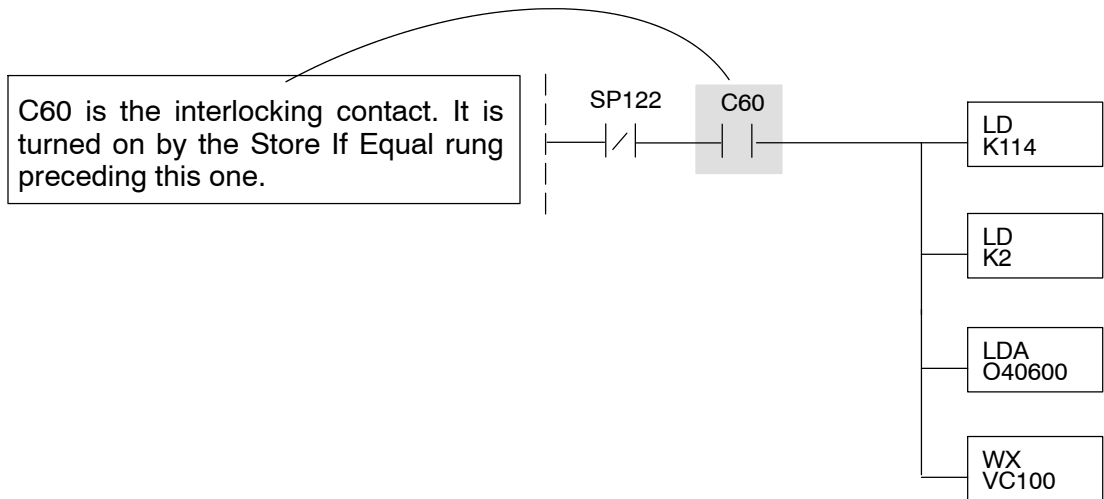 C60 is the interlocking contact. It is
turned on by the Store If Equal rung
preceding this one.
SP122
C60
LD
K114
LD
K2
LDA
O40600
WX
VC100